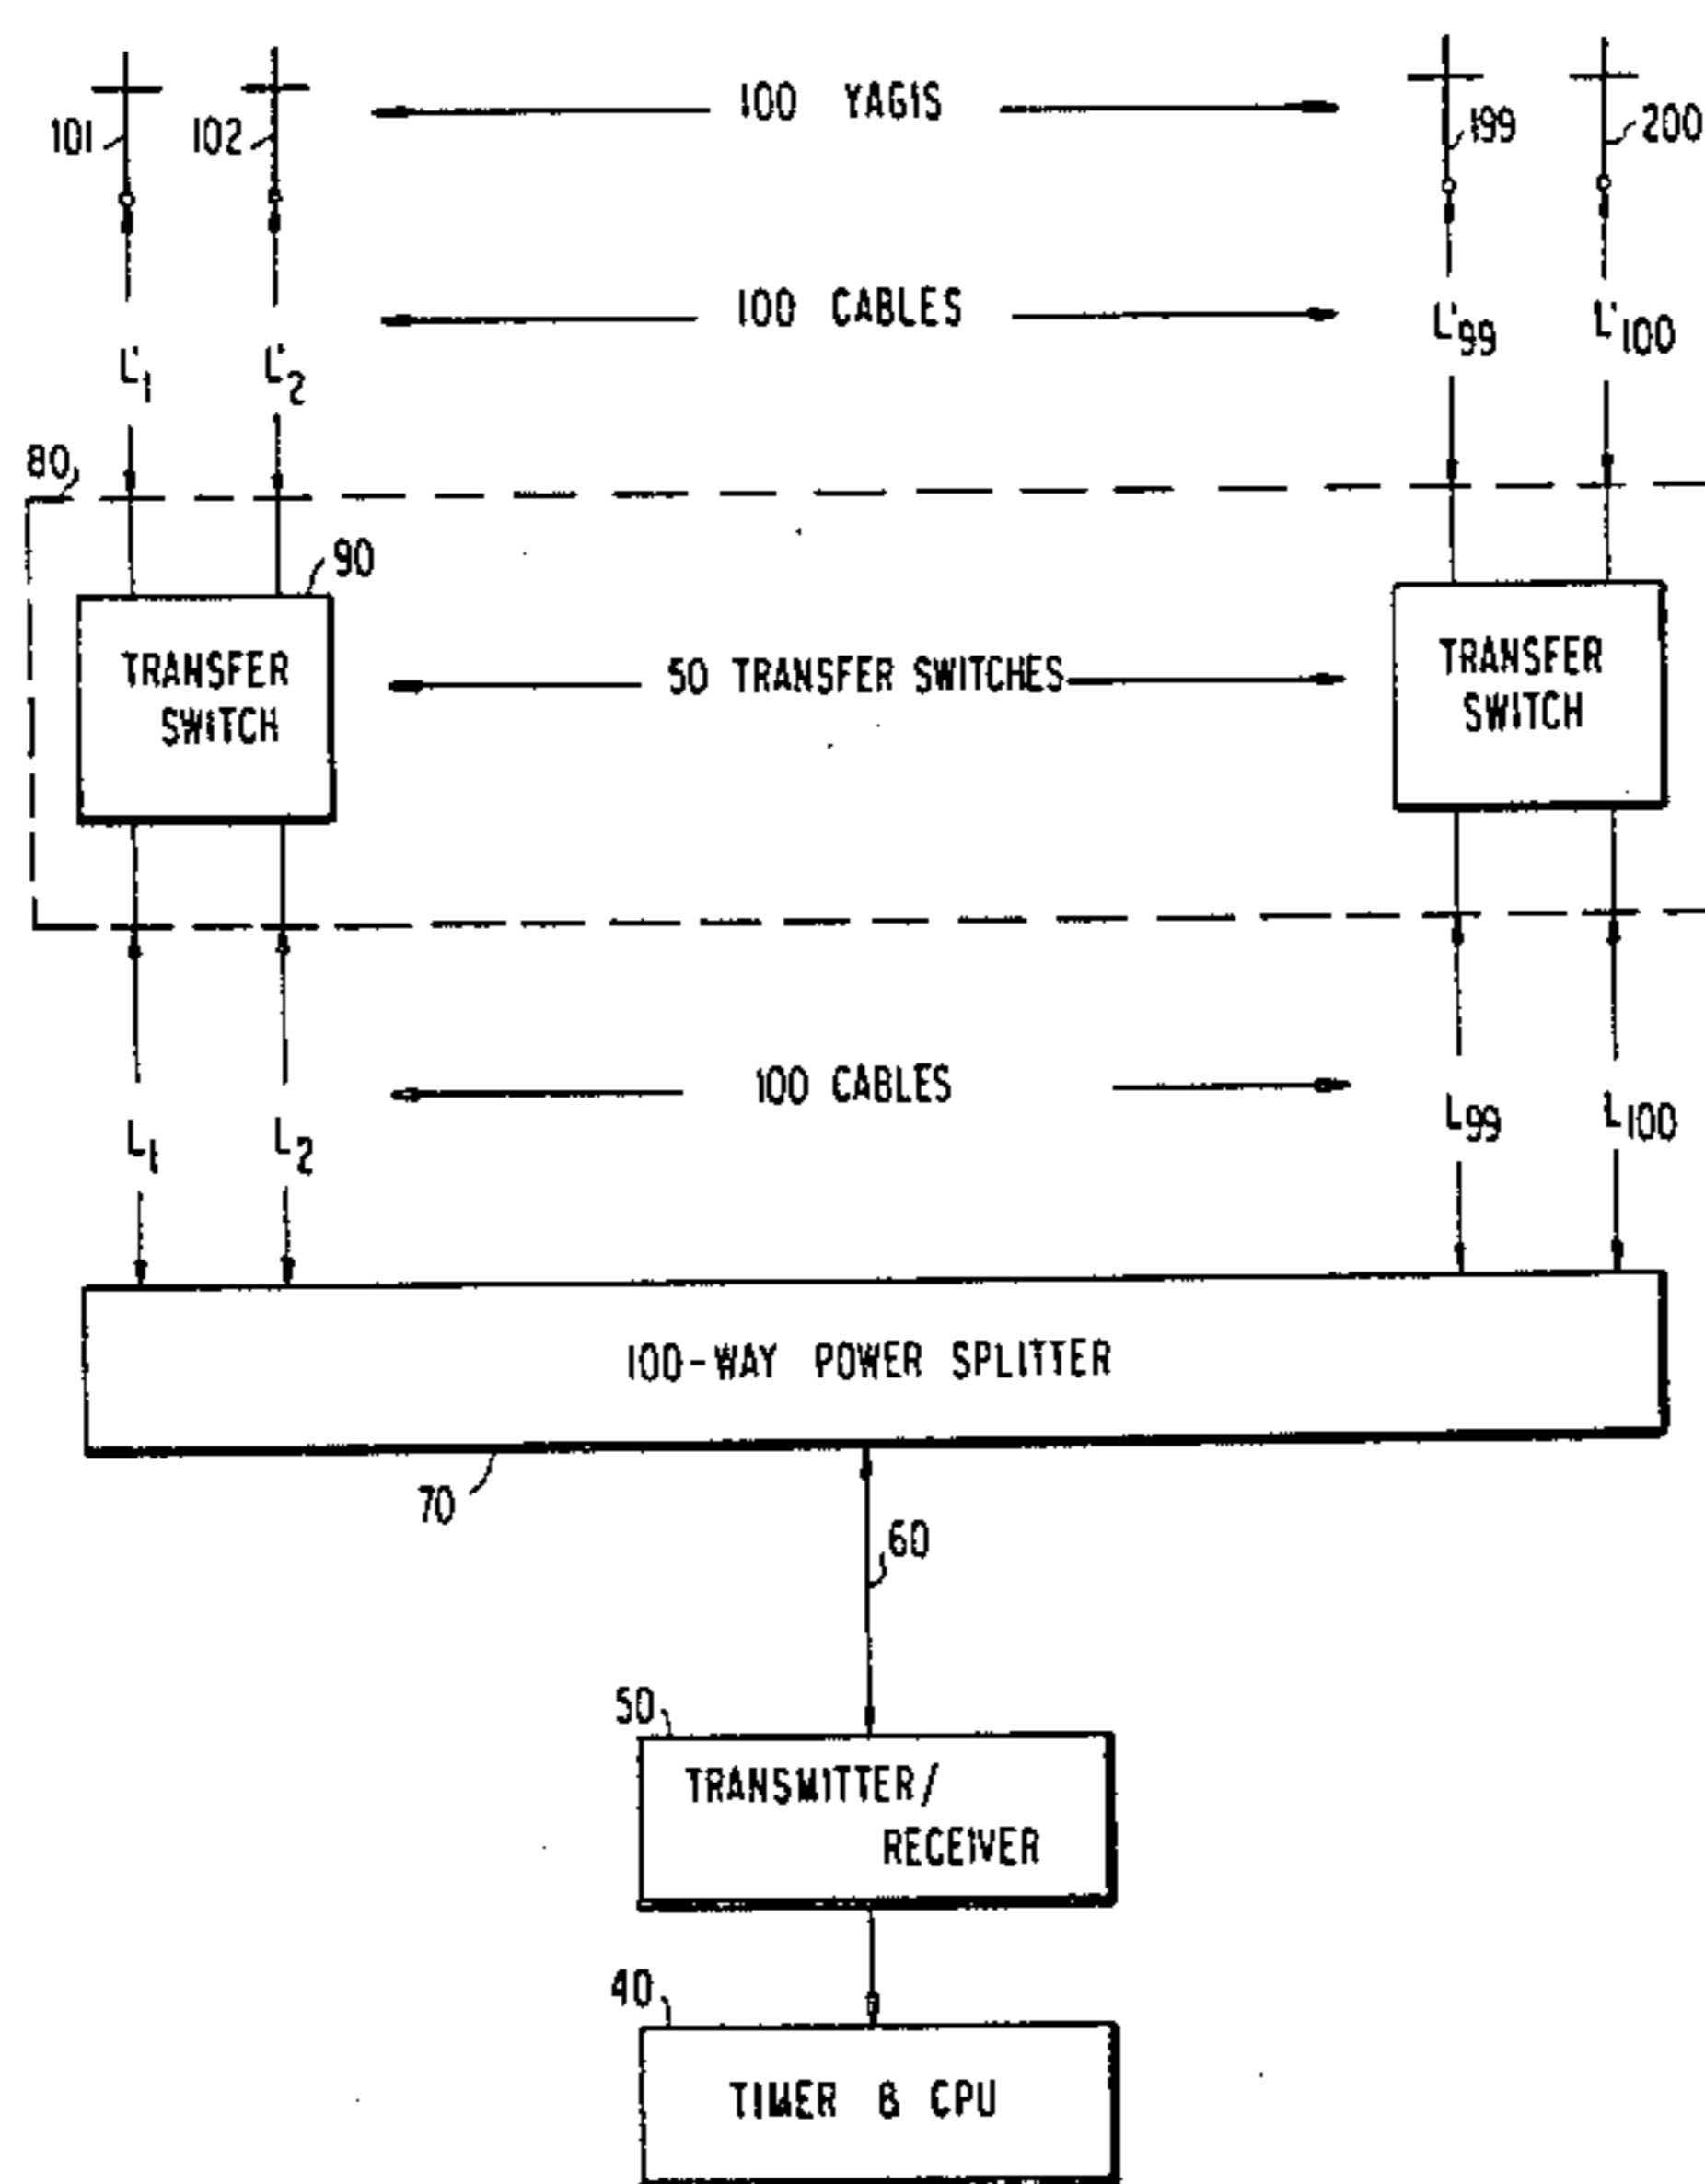 100 YAGIS
101
102
199
200
100 CABLES
L'1
L'2
L'99
L'100
80
90
TRANSFER
SWITCH
50 TRANSFER SWITCHES
TRANSFER
SWITCH
100 CABLES
L1
L2
L99
L100
100-WAY POWER SPLITTER
70
60
50
TRANSMITTER/
RECEIVER
40
TIMER & CPU